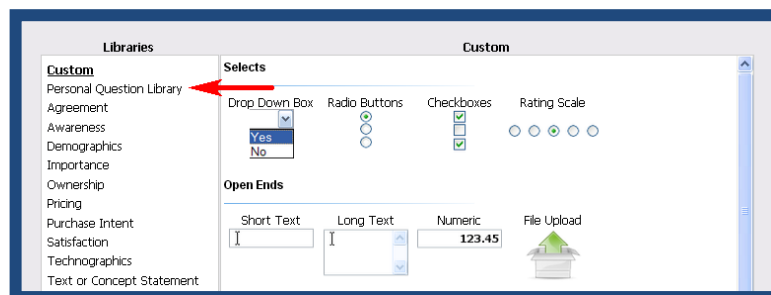 Libraries
Custom
Custom
Personal Question Library
Agreement
Awareness
Demographics
Importance
Ownership
Pricing
Purchase Intent
Satisfaction
Technographics
Text or Concept Statement
Selects
Drop Down Box Radio Buttons Checkboxes Rating Scale
Yes
No
Open Ends
Short Text Long Text Numeric File Upload
123.45